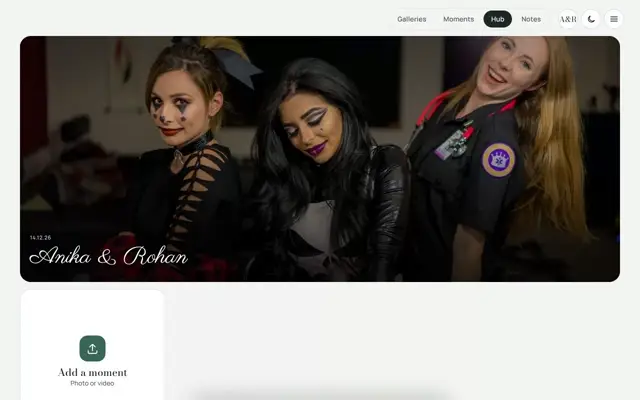 Galleries Moments Hub Notes A&R
14.12.26
Anika & Rohan
Add a moment
Photo or video